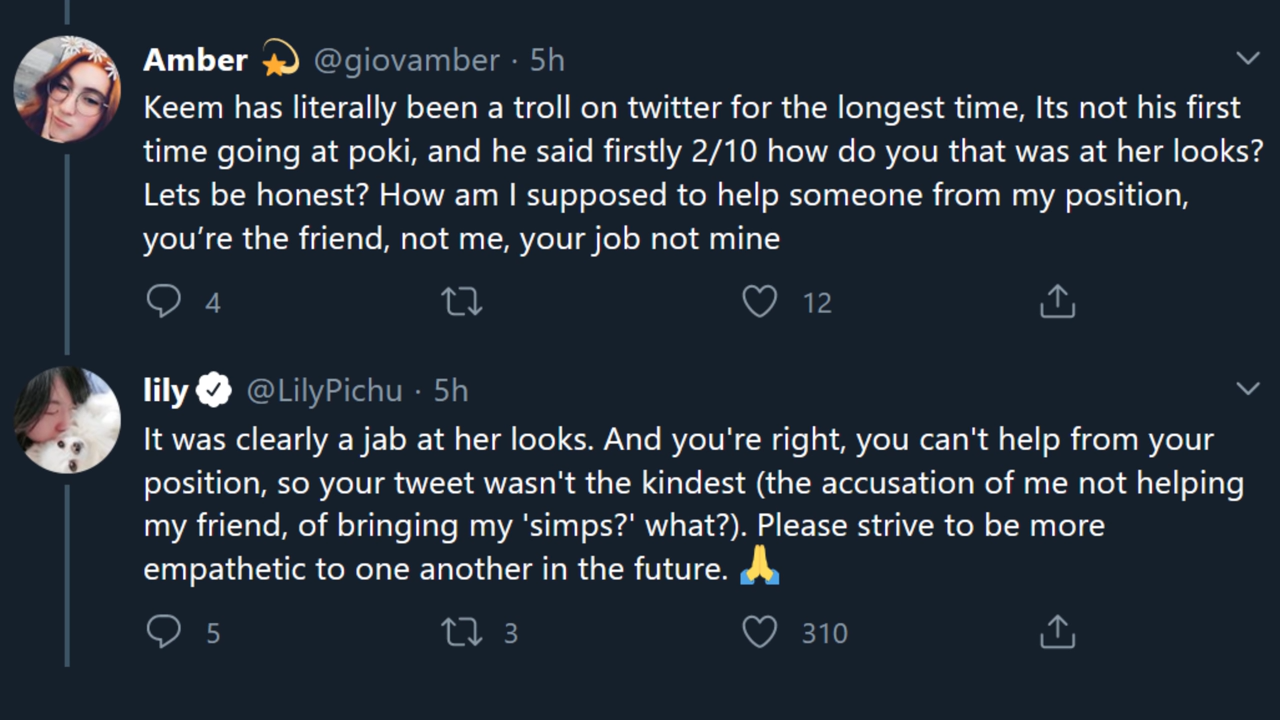 Amber 💫 @giovamber · 5h
Keem has literally been a troll on twitter for the longest time, Its not his first
time going at poki, and he said firstly 2/10 how do you that was at her looks?
Lets be honest? How am I supposed to help someone from my position,
you’re the friend, not me, your job not mine
4 12
lily @LilyPichu · 5h
It was clearly a jab at her looks. And you're right, you can't help from your
position, so your tweet wasn't the kindest (the accusation of me not helping
my friend, of bringing my 'simps?' what?). Please strive to be more
empathetic to one another in the future. 🙏
5 3 310